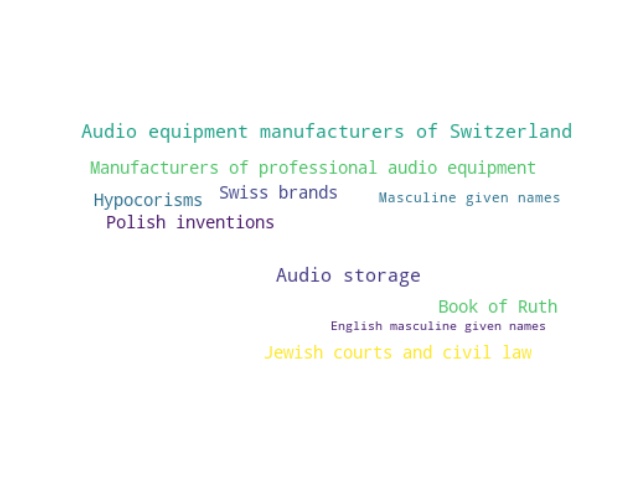 Audio equipment manufacturers of Switzerland
Manufacturers of professional audio equipment
Hypocorisms
Swiss brands
Masculine given names
Polish inventions
Audio storage
Book of Ruth
English masculine given names
Jewish courts and civil law